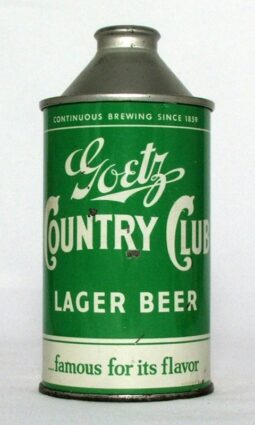 CONTINUOUS BREWING SINCE 1859
Goetz
COUNTRY CLUB
LAGER BEER
...famous for its flavor